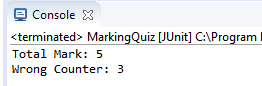 Console
<terminated> MarkingQuiz [JUnit] C:\Program
Total Mark: 5
Wrong Counter: 3